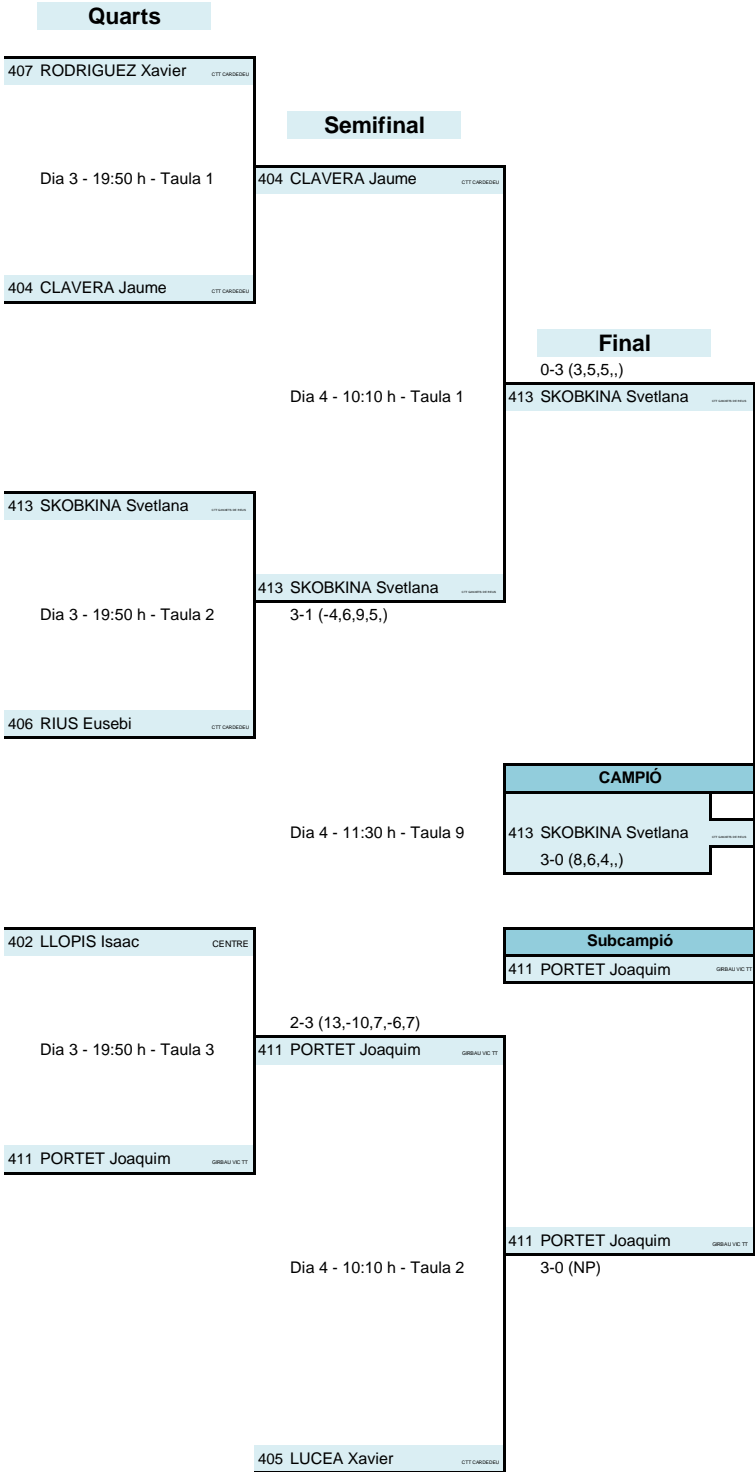 Quarts
407 RODRIGUEZ Xavier CTT CARDEDEU
Semifinal
Dia 3 - 19:50 h - Taula 1
404 CLAVERA Jaume CTT CARDEDEU
404 CLAVERA Jaume CTT CARDEDEU
Final
0-3 (3,5,5,,)
Dia 4 - 10:10 h - Taula 1
413 SKOBKINA Svetlana
413 SKOBKINA Svetlana
413 SKOBKINA Svetlana
Dia 3 - 19:50 h - Taula 2
3-1 (-4,6,9,5,)
406 RIUS Eusebi CTT CARDEDEU
CAMPIÓ
Dia 4 - 11:30 h - Taula 9
413 SKOBKINA Svetlana
3-0 (8,6,4,,)
402 LLOPIS Isaac CENTRE
Subcampió
411 PORTET Joaquim GIRBAU VIC TT
2-3 (13,-10,7,-6,7)
Dia 3 - 19:50 h - Taula 3
411 PORTET Joaquim GIRBAU VIC TT
411 PORTET Joaquim GIRBAU VIC TT
411 PORTET Joaquim GIRBAU VIC TT
Dia 4 - 10:10 h - Taula 2
3-0 (NP)
405 LUCEA Xavier CTT CARDEDEU